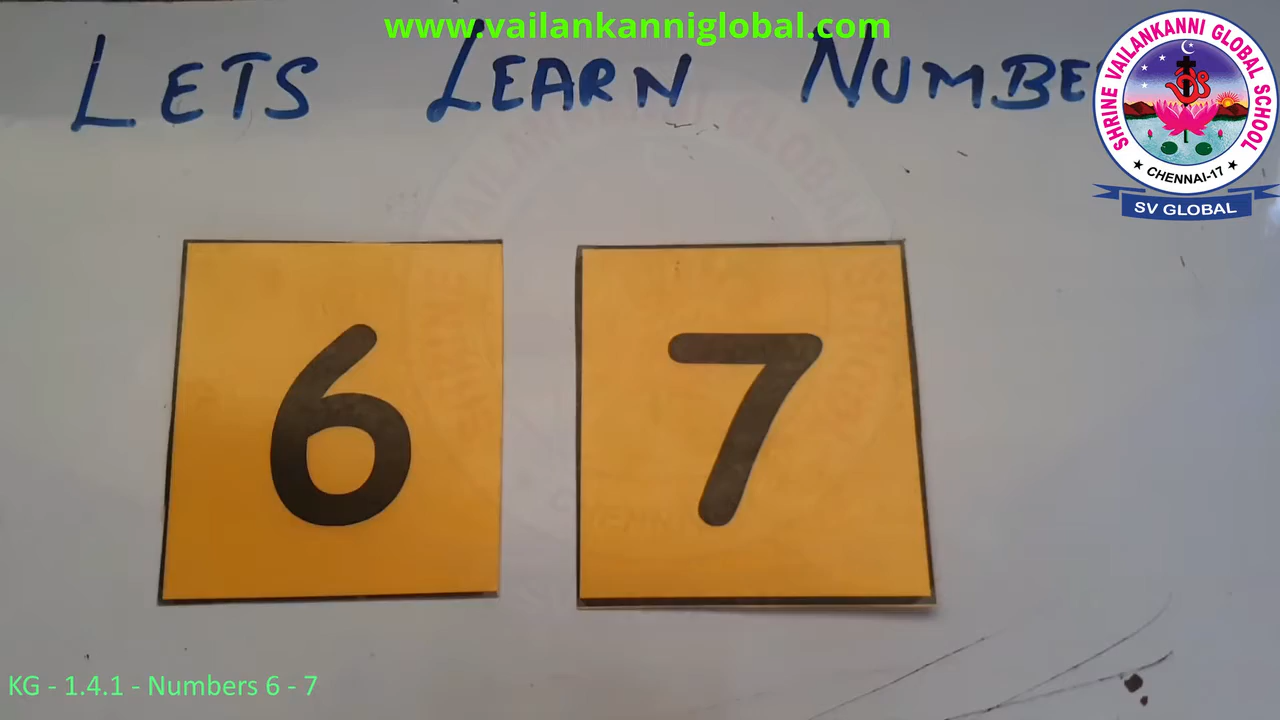 www.vailankanniglobal.com
LETS LEARN NUMBE
SHRINE VAILANKANNI GLOBAL SCHOOL
★ CHENNAI-17 ★
SV GLOBAL
6 7
KG - 1.4.1 - Numbers 6 - 7